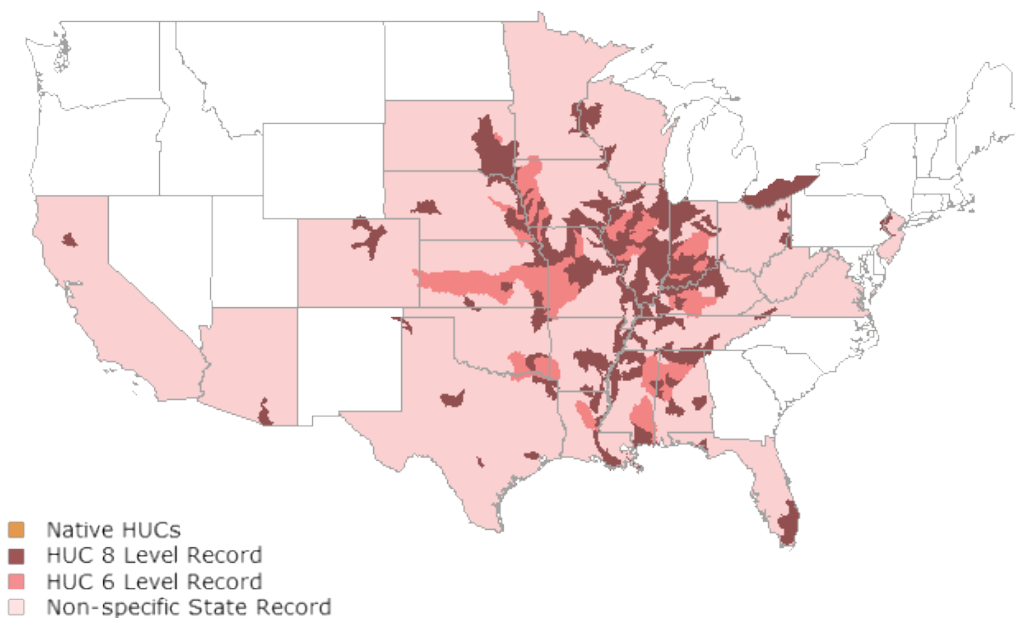 Native HUCs
HUC 8 Level Record
HUC 6 Level Record
Non-specific State Record